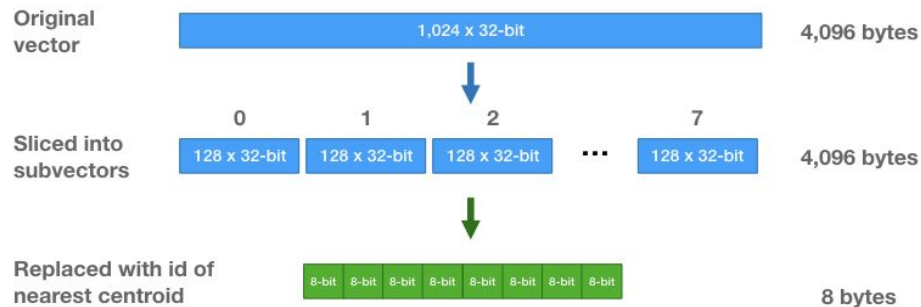 Original
vector
1,024 x 32-bit
4,096 bytes
0 1 2 7
Sliced into
subvectors
128 x 32-bit 128 x 32-bit 128 x 32-bit ... 128 x 32-bit
4,096 bytes
Replaced with id of
nearest centroid
8-bit 8-bit 8-bit 8-bit 8-bit 8-bit 8-bit 8-bit
8 bytes